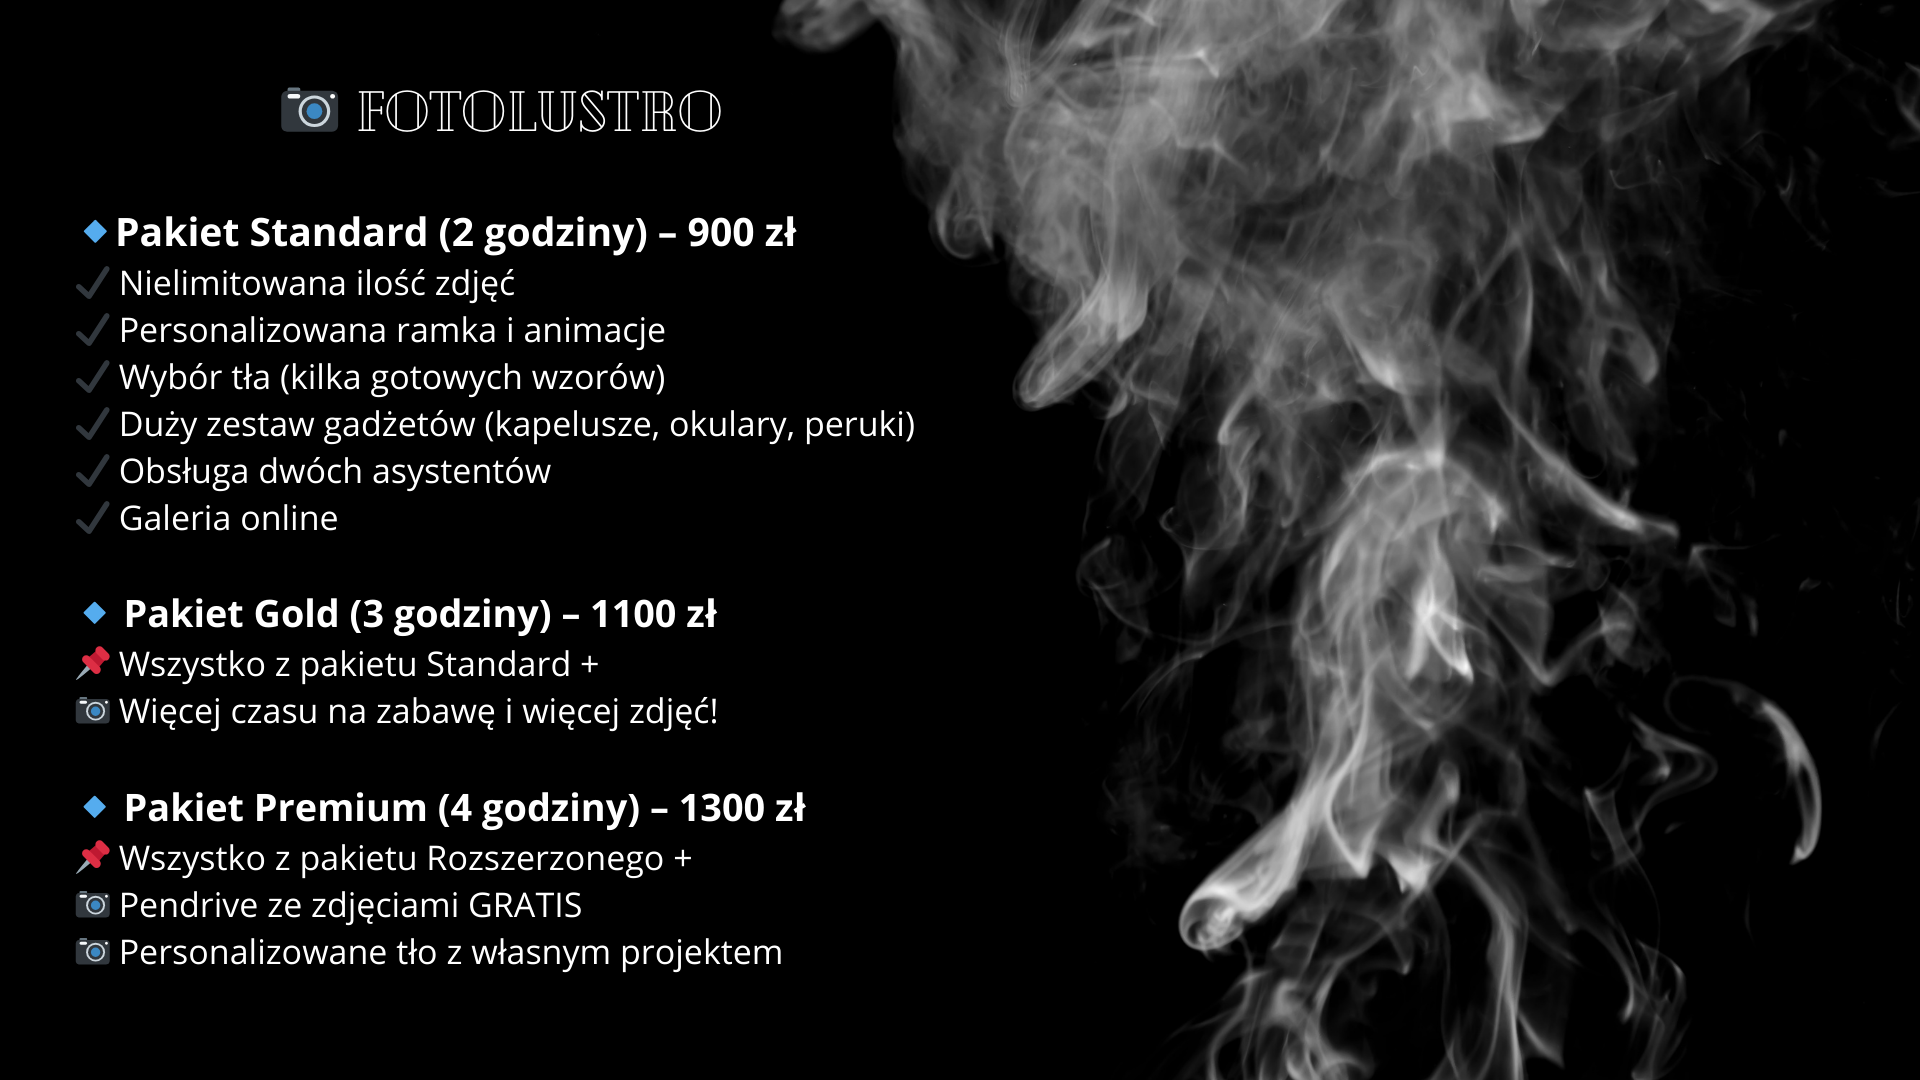 FOTOLUSTRO
Pakiet Standard (2 godziny) – 900 zł
Nielimitowana ilość zdjęć
Personalizowana ramka i animacje
Wybór tła (kilka gotowych wzorów)
Duży zestaw gadżetów (kapelusze, okulary, peruki)
Obsługa dwóch asystentów
Galeria online
Pakiet Gold (3 godziny) – 1100 zł
Wszystko z pakietu Standard +
Więcej czasu na zabawę i więcej zdjęć!
Pakiet Premium (4 godziny) – 1300 zł
Wszystko z pakietu Rozszerzonego +
Pendrive ze zdjęciami GRATIS
Personalizowane tło z własnym projektem